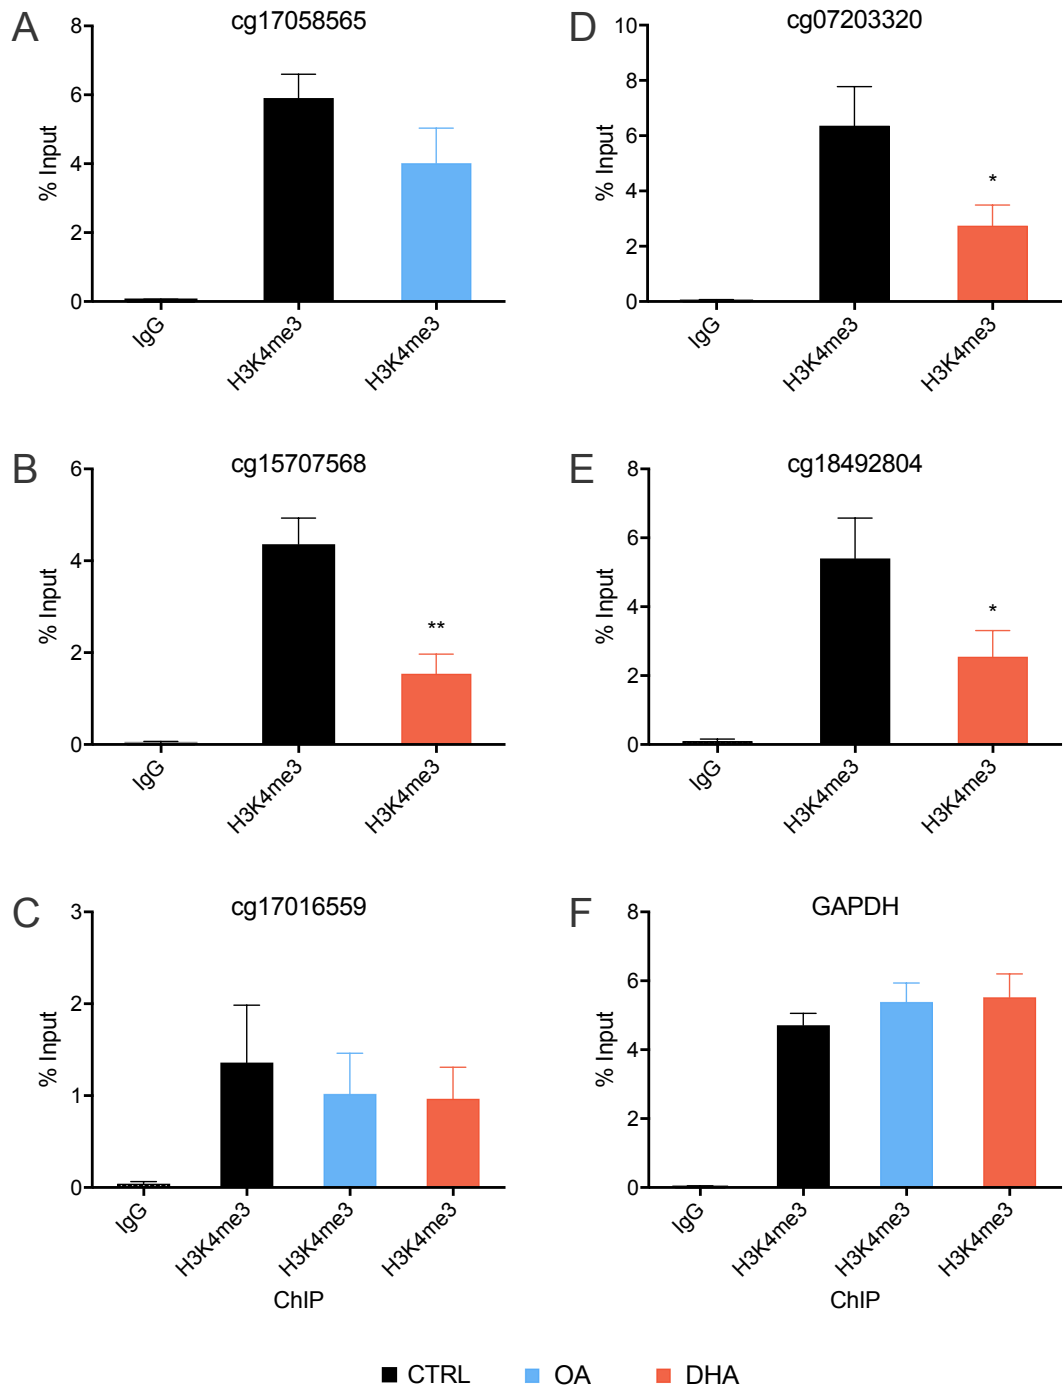 A
cg17058565
% Input
8
6
4
2
0
IgG
H3K4me3
H3K4me3
D
cg07203320
% Input
10
8
6
4
2
0
IgG
H3K4me3
H3K4me3
*
B
cg15707568
% Input
6
4
2
0
IgG
H3K4me3
H3K4me3
**
E
cg18492804
% Input
8
6
4
2
0
IgG
H3K4me3
H3K4me3
*
C
cg17016559
% Input
3
2
1
0
IgG
H3K4me3
H3K4me3
H3K4me3
ChIP
F
GAPDH
% Input
8
6
4
2
0
IgG
H3K4me3
H3K4me3
H3K4me3
ChIP
CTRL OA DHA